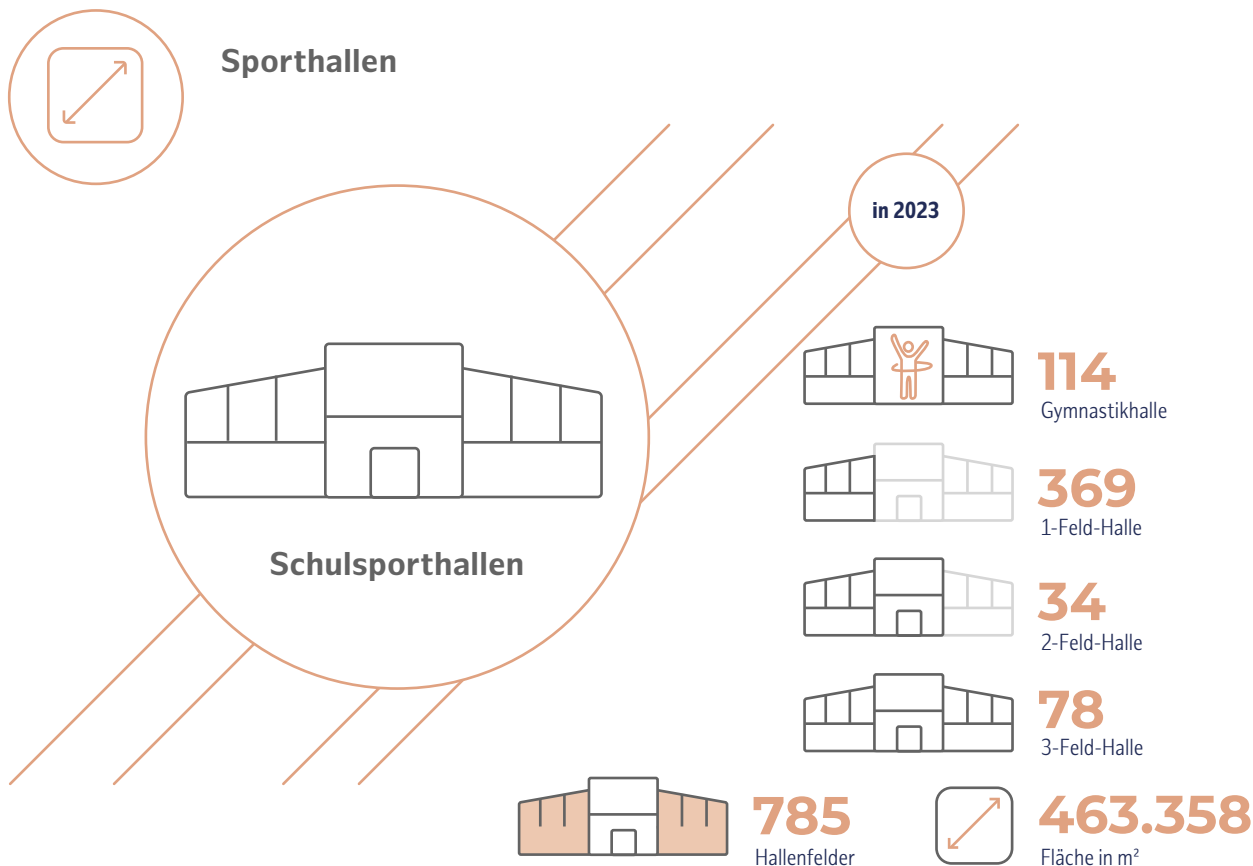 Sporthallen
in 2023
Schulsporthallen
114
Gymnastikhalle
369
1-Feld-Halle
34
2-Feld-Halle
78
3-Feld-Halle
785
Hallenfelder
463.358
Fläche in m²